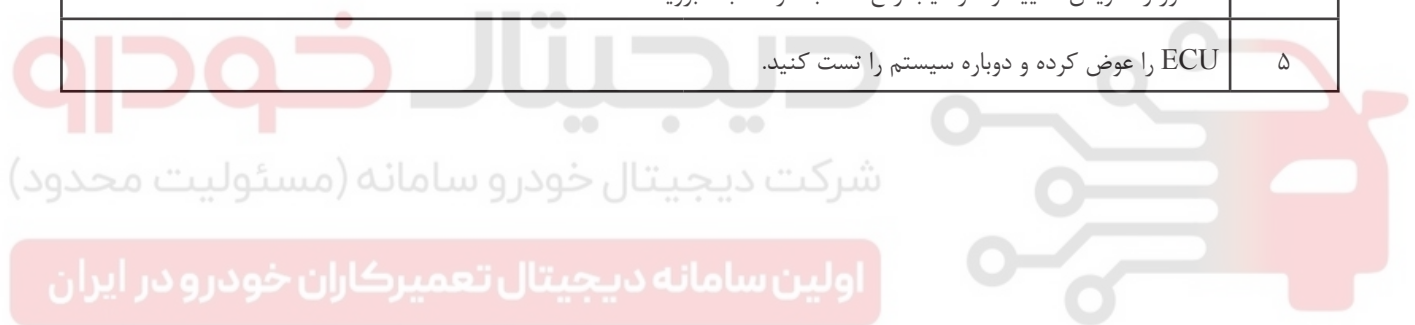 ۵ ECU را عوض کرده و دوباره سیستم را تست کنید.
دیجیتال خودرو
شرکت دیجیتال خودرو سامانه (مسئولیت محدود)
اولین سامانه دیجیتال تعمیرکاران خودرو در ایران